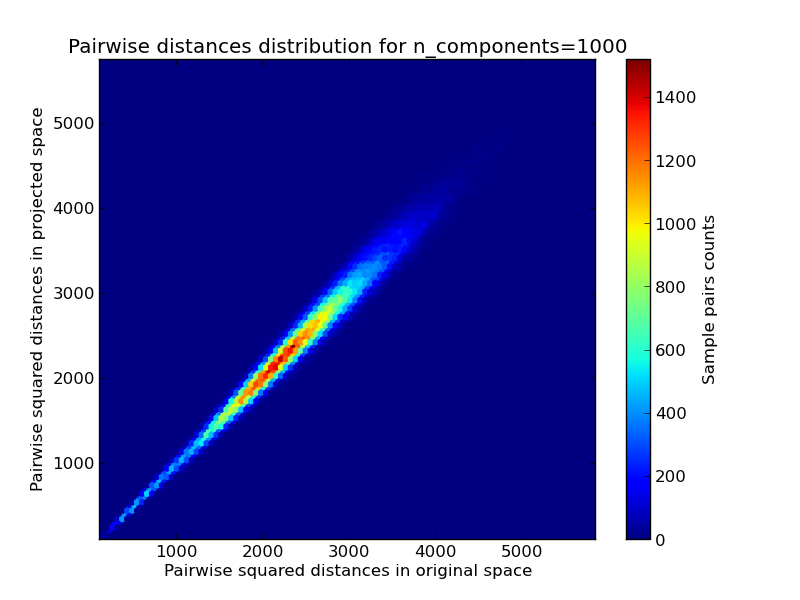 Pairwise distances distribution for n_components=1000
Pairwise squared distances in projected space
5000
4000
3000
2000
1000
1000 2000 3000 4000 5000
Pairwise squared distances in original space
1400
1200
1000
800
600
400
200
0
Sample pairs counts